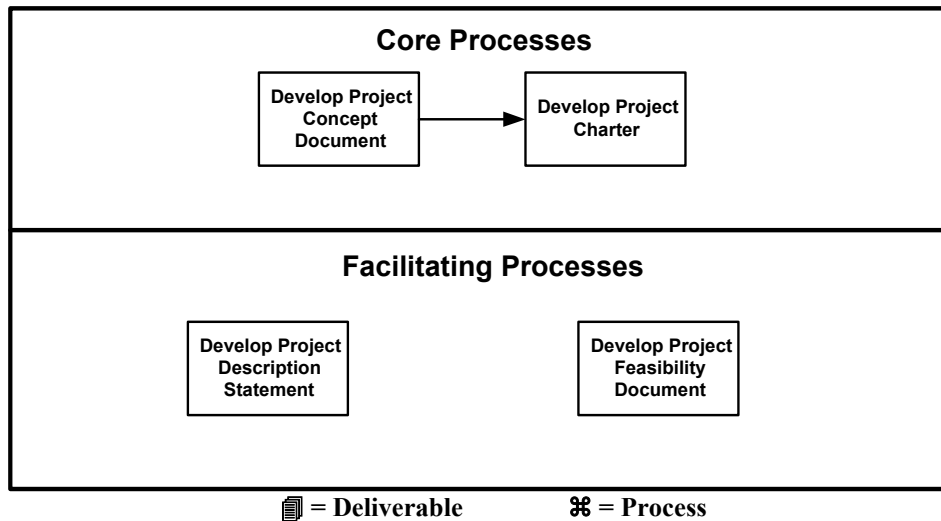 Core Processes
Develop Project
Concept
Document
Develop Project
Charter
Facilitating Processes
Develop Project
Description
Statement
Develop Project
Feasibility
Document
🗐 = Deliverable ⌘ = Process